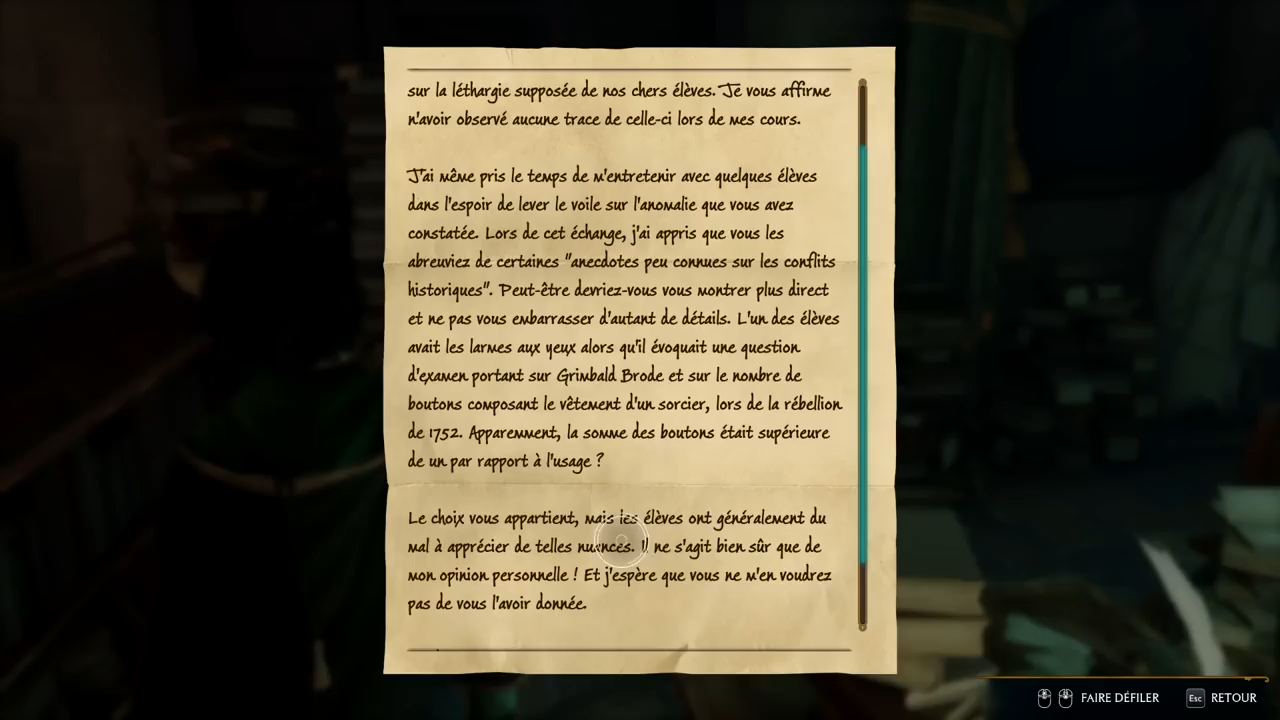 sur la léthargie supposée de nos chers élèves. Je vous affirme
n'avoir observé aucune trace de celle-ci lors de mes cours.
J'ai même pris le temps de m'entretenir avec quelques élèves
dans l'espoir de lever le voile sur l'anomalie que vous avez
constatée. Lors de cet échange, j'ai appris que vous les
abreuviez de certaines "anecdotes peu connues sur les conflits
historiques". Peut-être devriez-vous vous montrer plus direct
et ne pas vous embarrasser d'autant de détails. L'un des élèves
avait les larmes aux yeux alors qu'il évoquait une question
d'examen portant sur Grimbald Brode et sur le nombre de
boutons composant le vêtement d'un sorcier, lors de la rébellion
de 1752. Apparemment, la somme des boutons était supérieure
de un par rapport à l'usage ?
Le choix vous appartient, mais les élèves ont généralement du
mal à apprécier de telles nuances. Il ne s'agit bien sûr que de
mon opinion personnelle ! Et j'espère que vous ne m'en voudrez
pas de vous l'avoir donnée.
FAIRE DÉFILER
Esc RETOUR